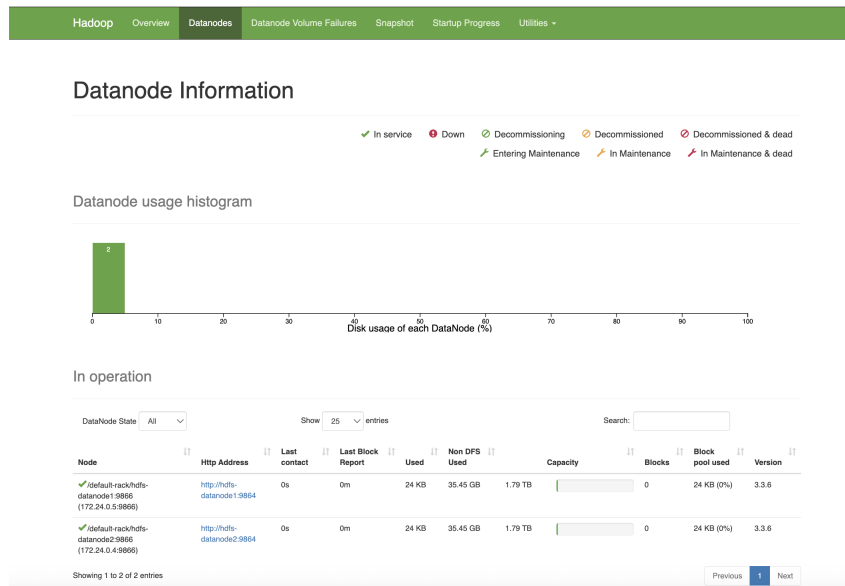 Hadoop Overview Datanodes Datanode Volume Failures Snapshot Startup Progress Utilities
Datanode Information
In service Down Decommissioning Decommissioned Decommissioned & dead
Entering Maintenance In Maintenance In Maintenance & dead
Datanode usage histogram
2
0 10 20 30 40 50 60 70 80 90 100
Disk usage of each DataNode (%)
In operation
DataNode State All Show 25 entries Search:
Node Http Address Last contact Last Block Report Used Non DFS Used Capacity Blocks Block pool used Version
/default-rack/hdfs- http://hdfs- 0s 0m 24 KB 35.45 GB 1.79 TB 0 24 KB (0%) 3.3.6
datanode1:9866 datanode1:9864
(172.24.0.5:9866)
/default-rack/hdfs- http://hdfs- 0s 0m 24 KB 35.45 GB 1.79 TB 0 24 KB (0%) 3.3.6
datanode2:9866 datanode2:9864
(172.24.0.4:9866)
Showing 1 to 2 of 2 entries Previous 1 Next